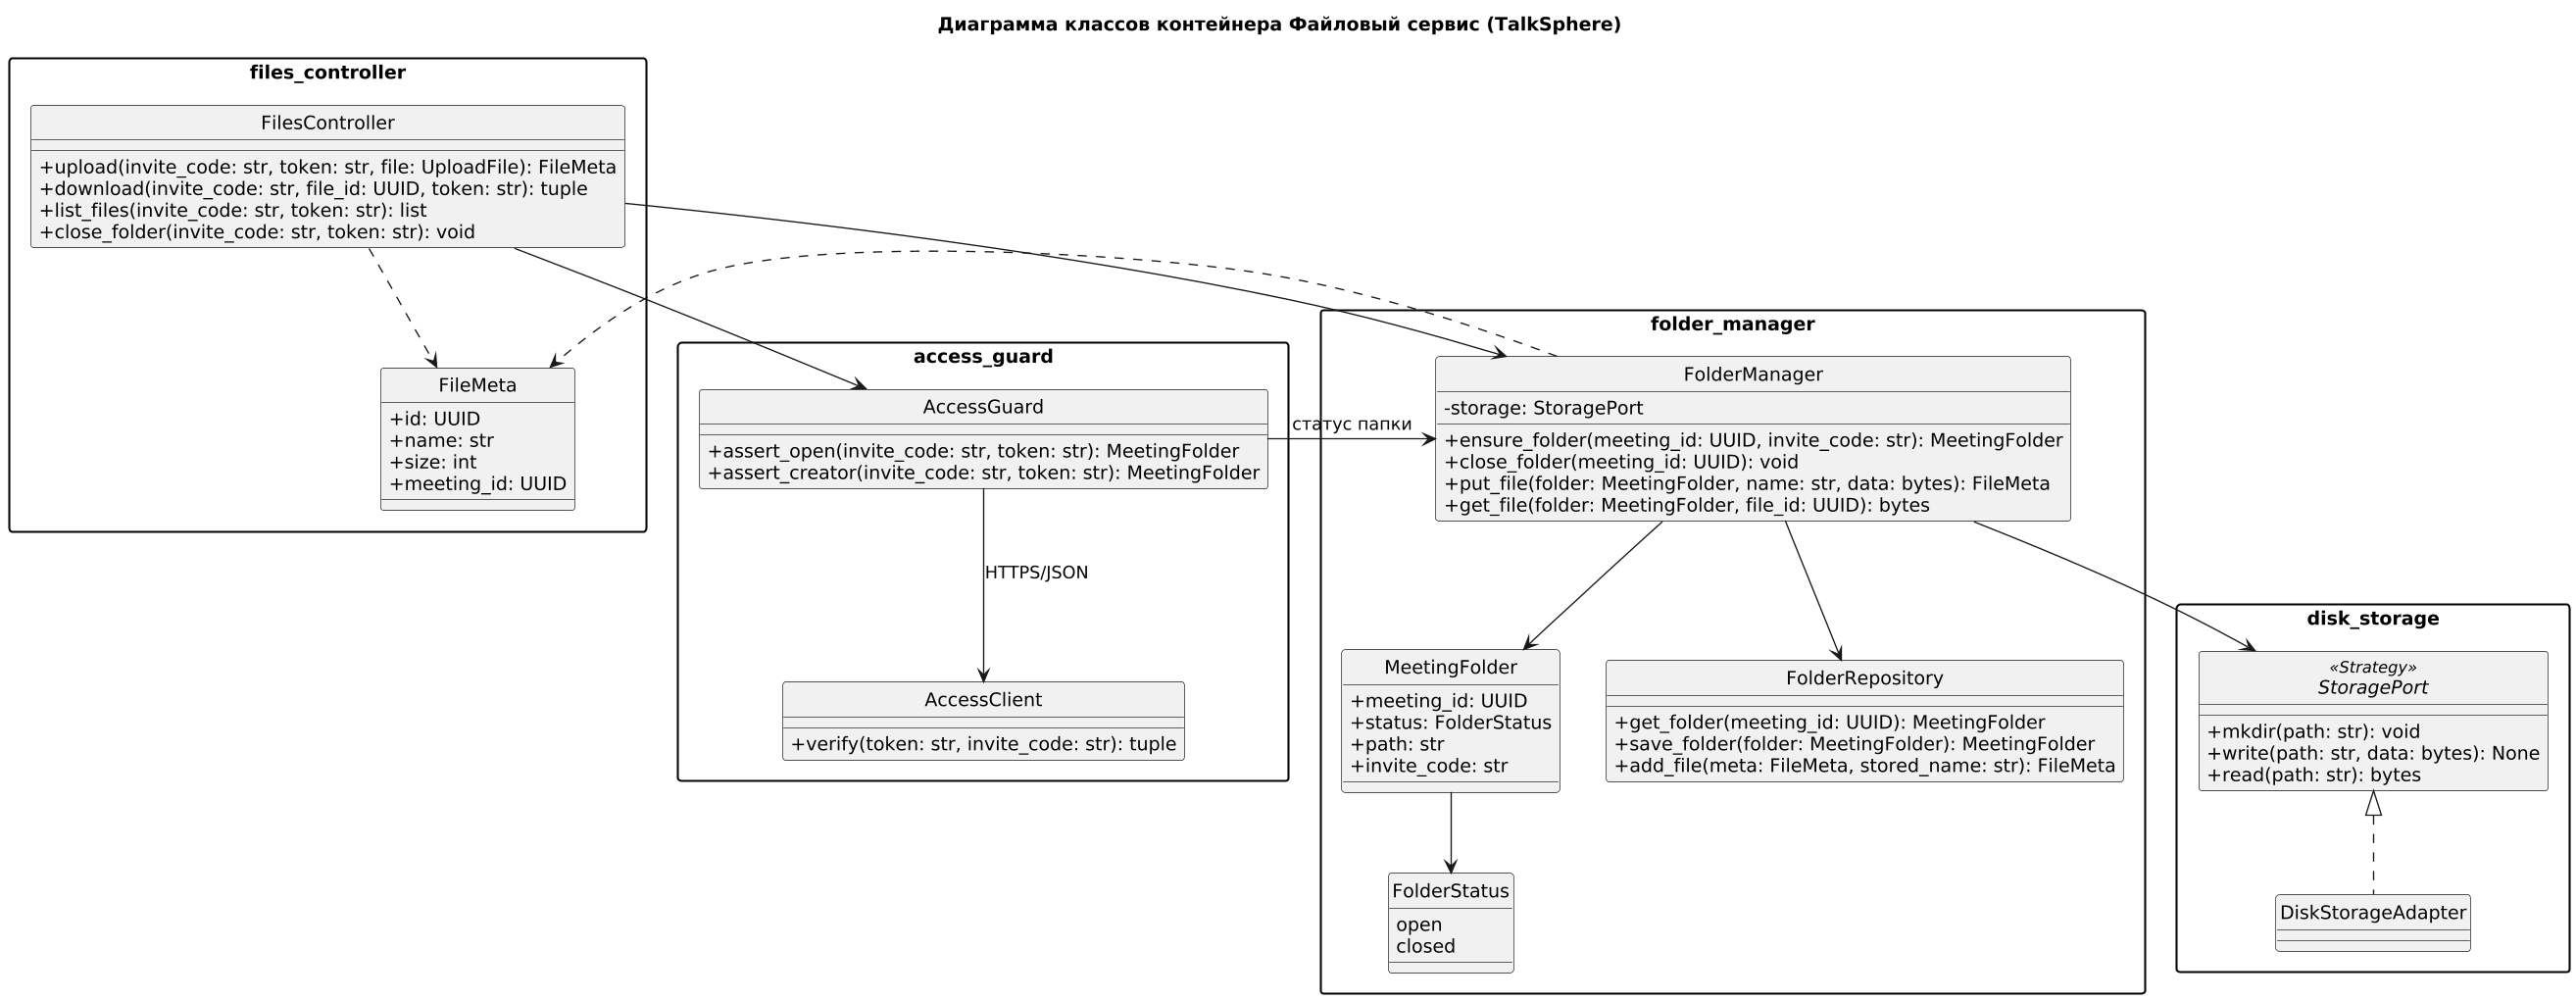 Диаграмма классов контейнера Файловый сервис (TalkSphere)
files_controller
FilesController
+upload(invite_code: str, token: str, file: UploadFile): FileMeta
+download(invite_code: str, file_id: UUID, token: str): tuple
+list_files(invite_code: str, token: str): list
+close_folder(invite_code: str, token: str): void
FileMeta
+id: UUID
+name: str
+size: int
+meeting_id: UUID
access_guard
AccessGuard
+assert_open(invite_code: str, token: str): MeetingFolder
+assert_creator(invite_code: str, token: str): MeetingFolder
статус папки
HTTPS/JSON
AccessClient
+verify(token: str, invite_code: str): tuple
folder_manager
FolderManager
-storage: StoragePort
+ensure_folder(meeting_id: UUID, invite_code: str): MeetingFolder
+close_folder(meeting_id: UUID): void
+put_file(folder: MeetingFolder, name: str, data: bytes): FileMeta
+get_file(folder: MeetingFolder, file_id: UUID): bytes
MeetingFolder
+meeting_id: UUID
+status: FolderStatus
+path: str
+invite_code: str
FolderRepository
+get_folder(meeting_id: UUID): MeetingFolder
+save_folder(folder: MeetingFolder): MeetingFolder
+add_file(meta: FileMeta, stored_name: str): FileMeta
FolderStatus
open
closed
disk_storage
«Strategy»
StoragePort
+mkdir(path: str): void
+write(path: str, data: bytes): None
+read(path: str): bytes
DiskStorageAdapter